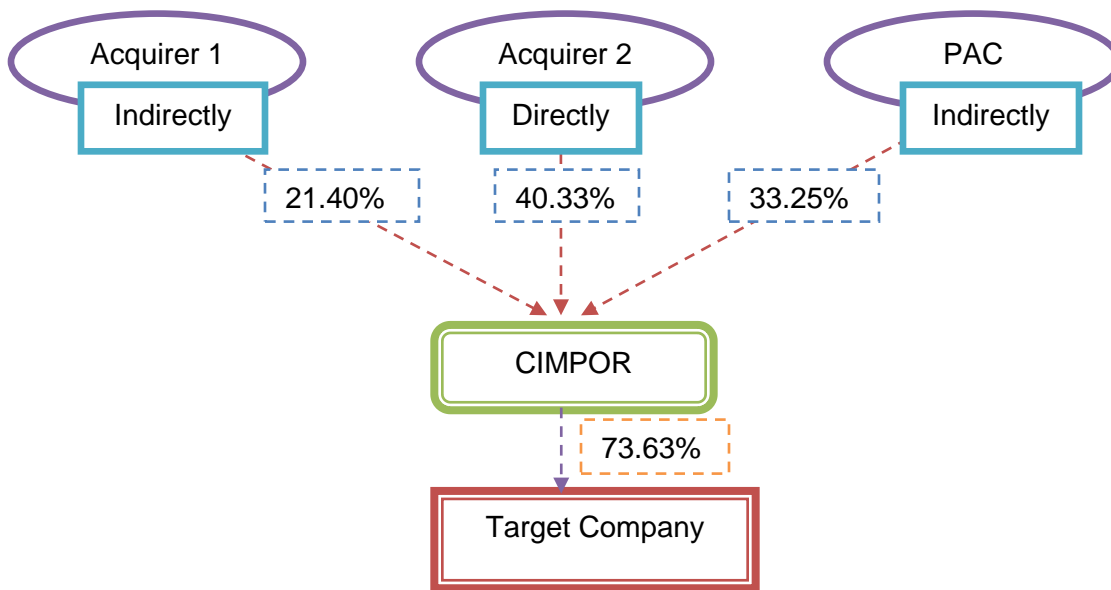 Acquirer 1
Acquirer 2
PAC
Indirectly
Directly
Indirectly
21.40%
40.33%
33.25%
CIMPOR
73.63%
Target Company